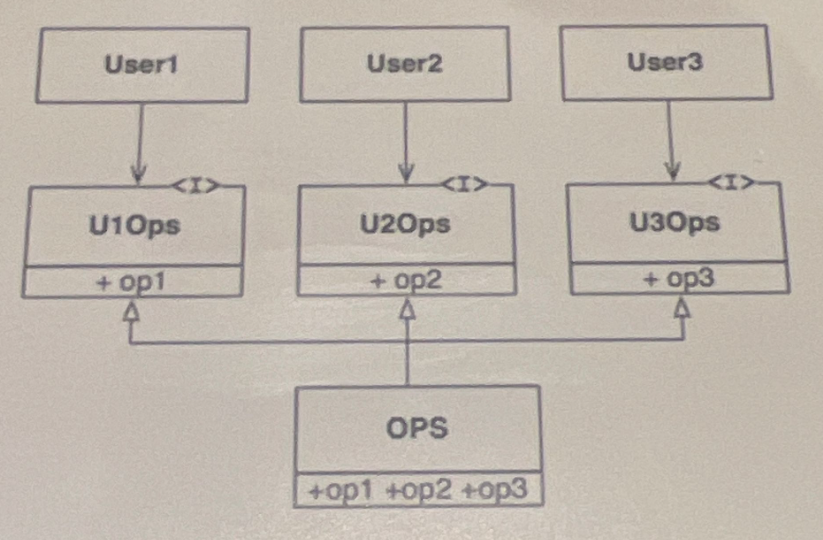 User1 User2 User3
<I> <I> <I>
U1Ops U2Ops U3Ops
+ op1 + op2 + op3
OPS
+op1 +op2 +op3